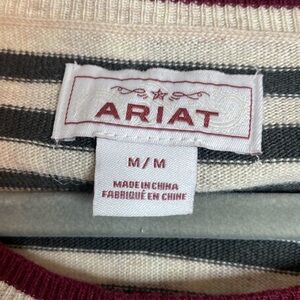 ARIAT
M/M
MADE IN CHINA
FABRIQUÉ EN CHINE